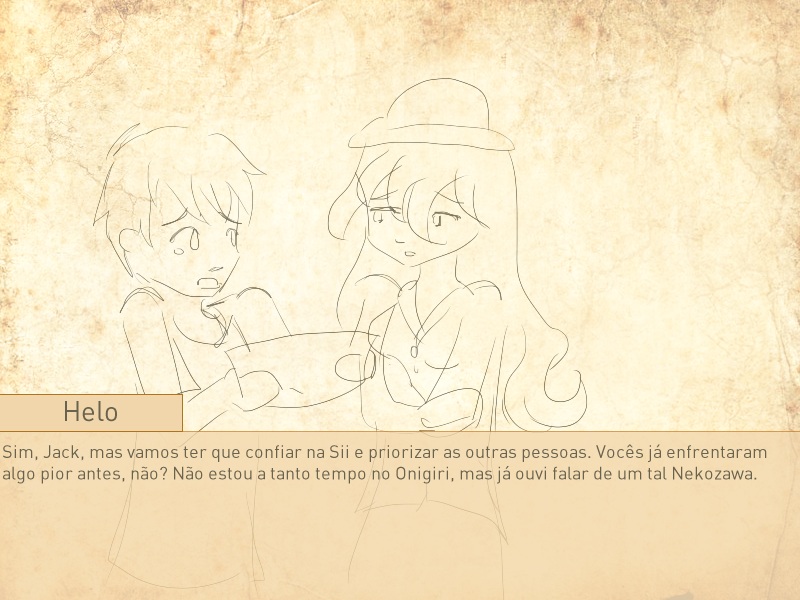 Helo
Sim, Jack, mas vamos ter que confiar na Sii e priorizar as outras pessoas. Vocês já enfrentaram
algo pior antes, não? Não estou a tanto tempo no Onigiri, mas já ouvi falar de um tal Nekozawa.